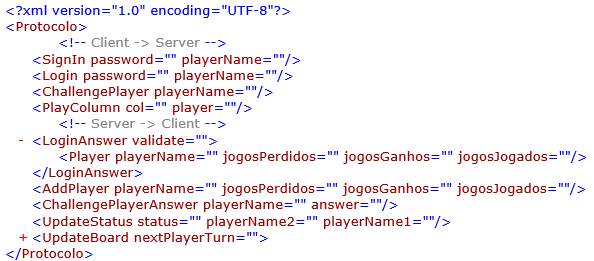 <?xml version="1.0" encoding="UTF-8"?>
<Protocolo>
<!-- Client -> Server -->
<SignIn password="" playerName=""/>
<Login password="" playerName=""/>
<ChallengePlayer playerName=""/>
<PlayColumn col="" player=""/>
<!-- Server -> Client -->
- <LoginAnswer validate="">
<Player playerName="" jogosPerdidos="" jogosGanhos="" jogosJogados=""/>
</LoginAnswer>
<AddPlayer playerName="" jogosPerdidos="" jogosGanhos="" jogosJogados=""/>
<ChallengePlayerAnswer playerName="" answer=""/>
<UpdateStatus status="" playerName2="" playerName1=""/>
+ <UpdateBoard nextPlayerTurn="">
</Protocolo>